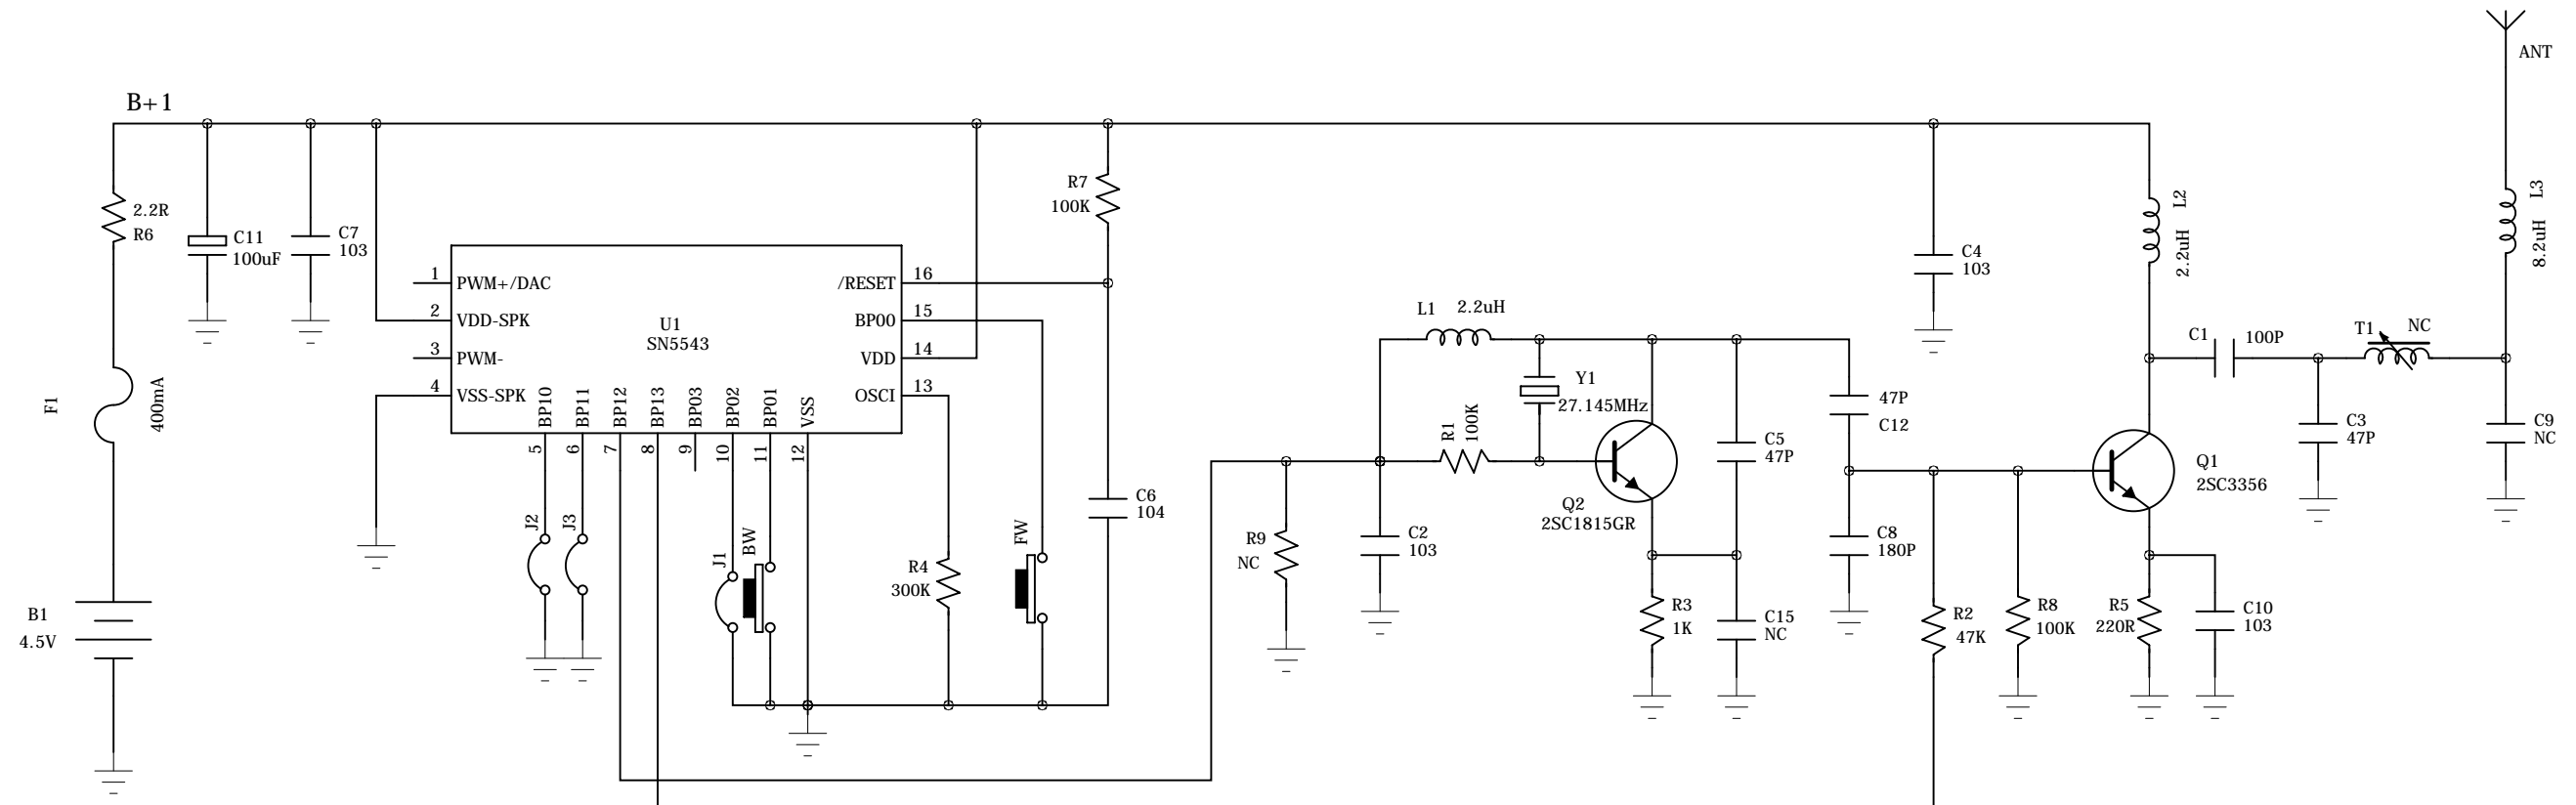 ANT
B+1
2.2R
R6
C11
100uF
C7
103
R7
100K
L2
2.2uH
L3
8.2uH
C4
103
1 PWM+/DAC
2 VDD-SPK
3 PWM-
4 VSS-SPK
U1
SN5543
/RESET 16
BP00 15
VDD 14
OSCI 13
BP10
BP11
BP12
BP13
BP03
BP02
BP01
VSS
5
6
7
8
9
10
11
12
F1
400mA
B1
4.5V
J2
J3
J1
BW
R4
300K
FW
C6
104
L1 2.2uH
Y1
27.145MHz
R1
100K
Q2
2SC1815GR
R9
NC
C2
103
C5
47P
R3
1K
C15
NC
47P
C12
C8
180P
R2
47K
R8
100K
Q1
2SC3356
R5
220R
C10
103
C1 100P
T1 NC
C3
47P
C9
NC